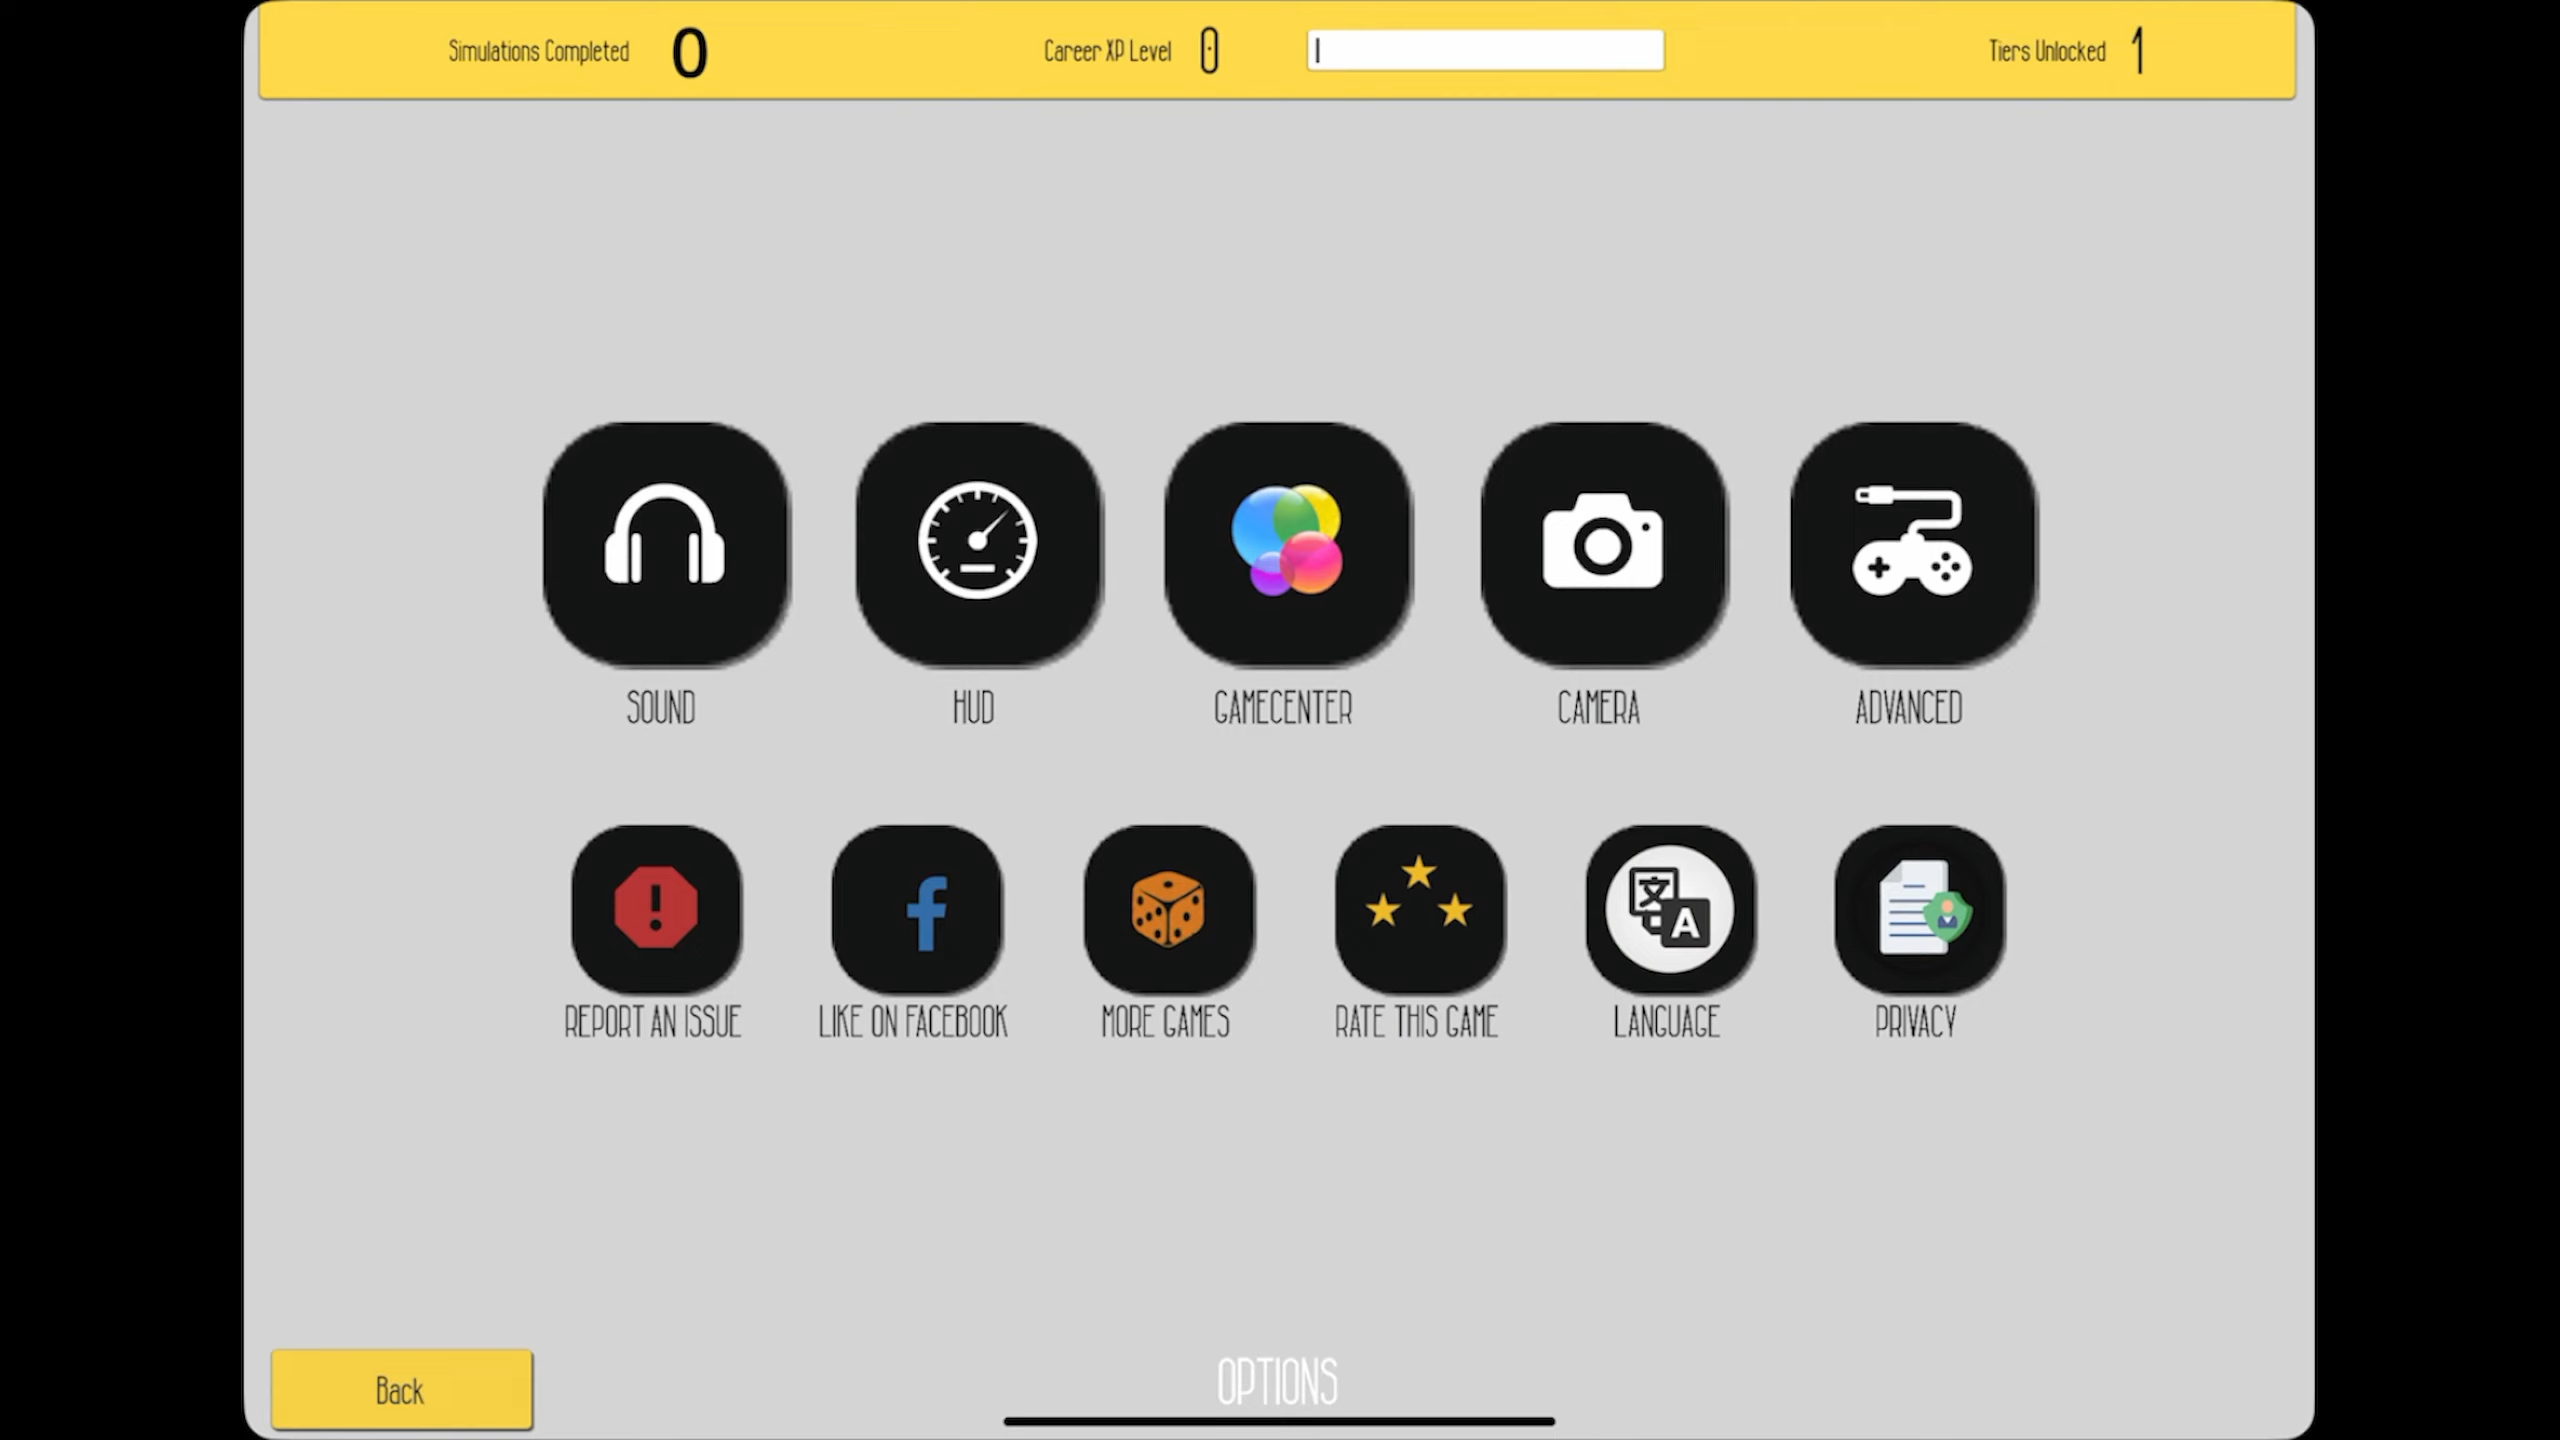 Simulations Completed 0 Career XP Level 0 Tiers Unlocked 1
SOUND HUD GAMECENTER CAMERA ADVANCED
文 A
REPORT AN ISSUE LIKE ON FACEBOOK MORE GAMES RATE THIS GAME LANGUAGE PRIVACY
Back OPTIONS